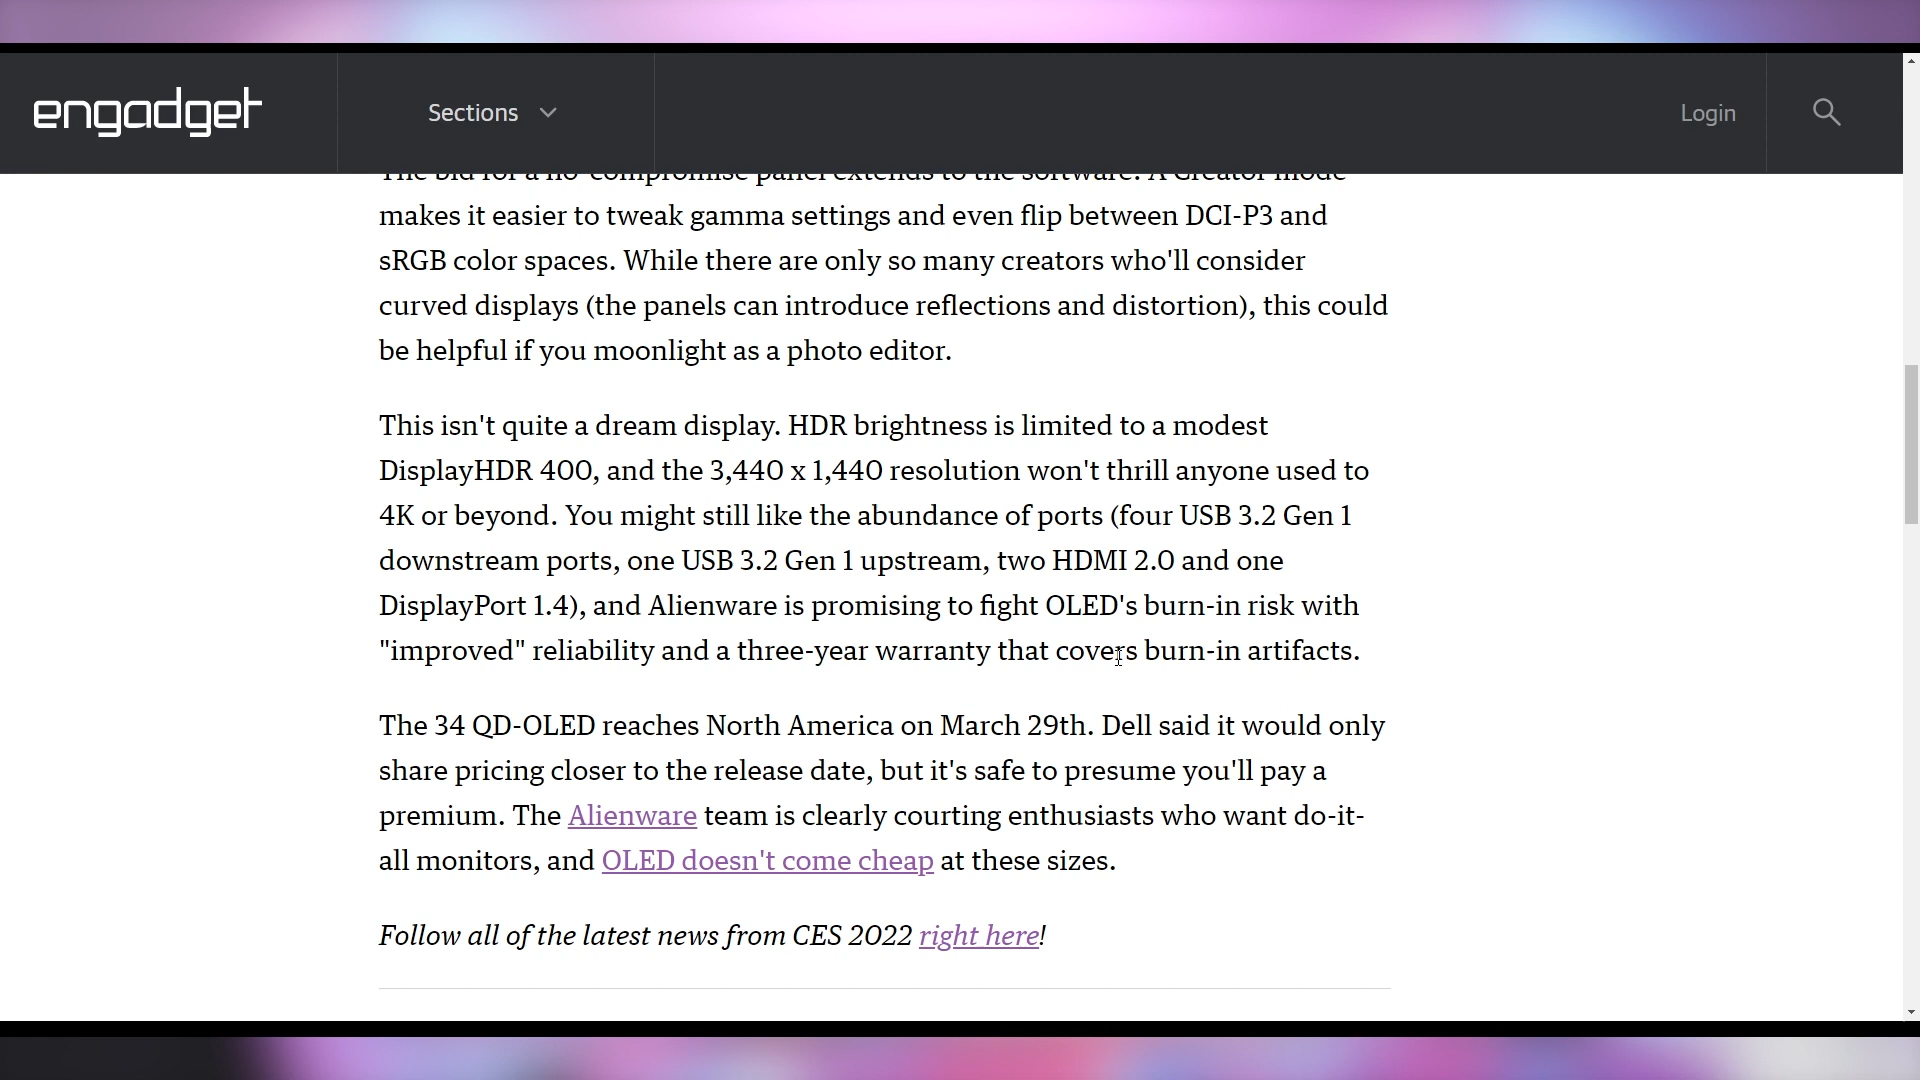 engadget
Sections
Login
The bid for a no-compromise panel extends to the software. A Creator mode
makes it easier to tweak gamma settings and even flip between DCI-P3 and
sRGB color spaces. While there are only so many creators who'll consider
curved displays (the panels can introduce reflections and distortion), this could
be helpful if you moonlight as a photo editor.
This isn't quite a dream display. HDR brightness is limited to a modest
DisplayHDR 400, and the 3,440 x 1,440 resolution won't thrill anyone used to
4K or beyond. You might still like the abundance of ports (four USB 3.2 Gen 1
downstream ports, one USB 3.2 Gen 1 upstream, two HDMI 2.0 and one
DisplayPort 1.4), and Alienware is promising to fight OLED's burn-in risk with
"improved" reliability and a three-year warranty that covers burn-in artifacts.
The 34 QD-OLED reaches North America on March 29th. Dell said it would only
share pricing closer to the release date, but it's safe to presume you'll pay a
premium. The Alienware team is clearly courting enthusiasts who want do-it-
all monitors, and OLED doesn't come cheap at these sizes.
Follow all of the latest news from CES 2022 right here!